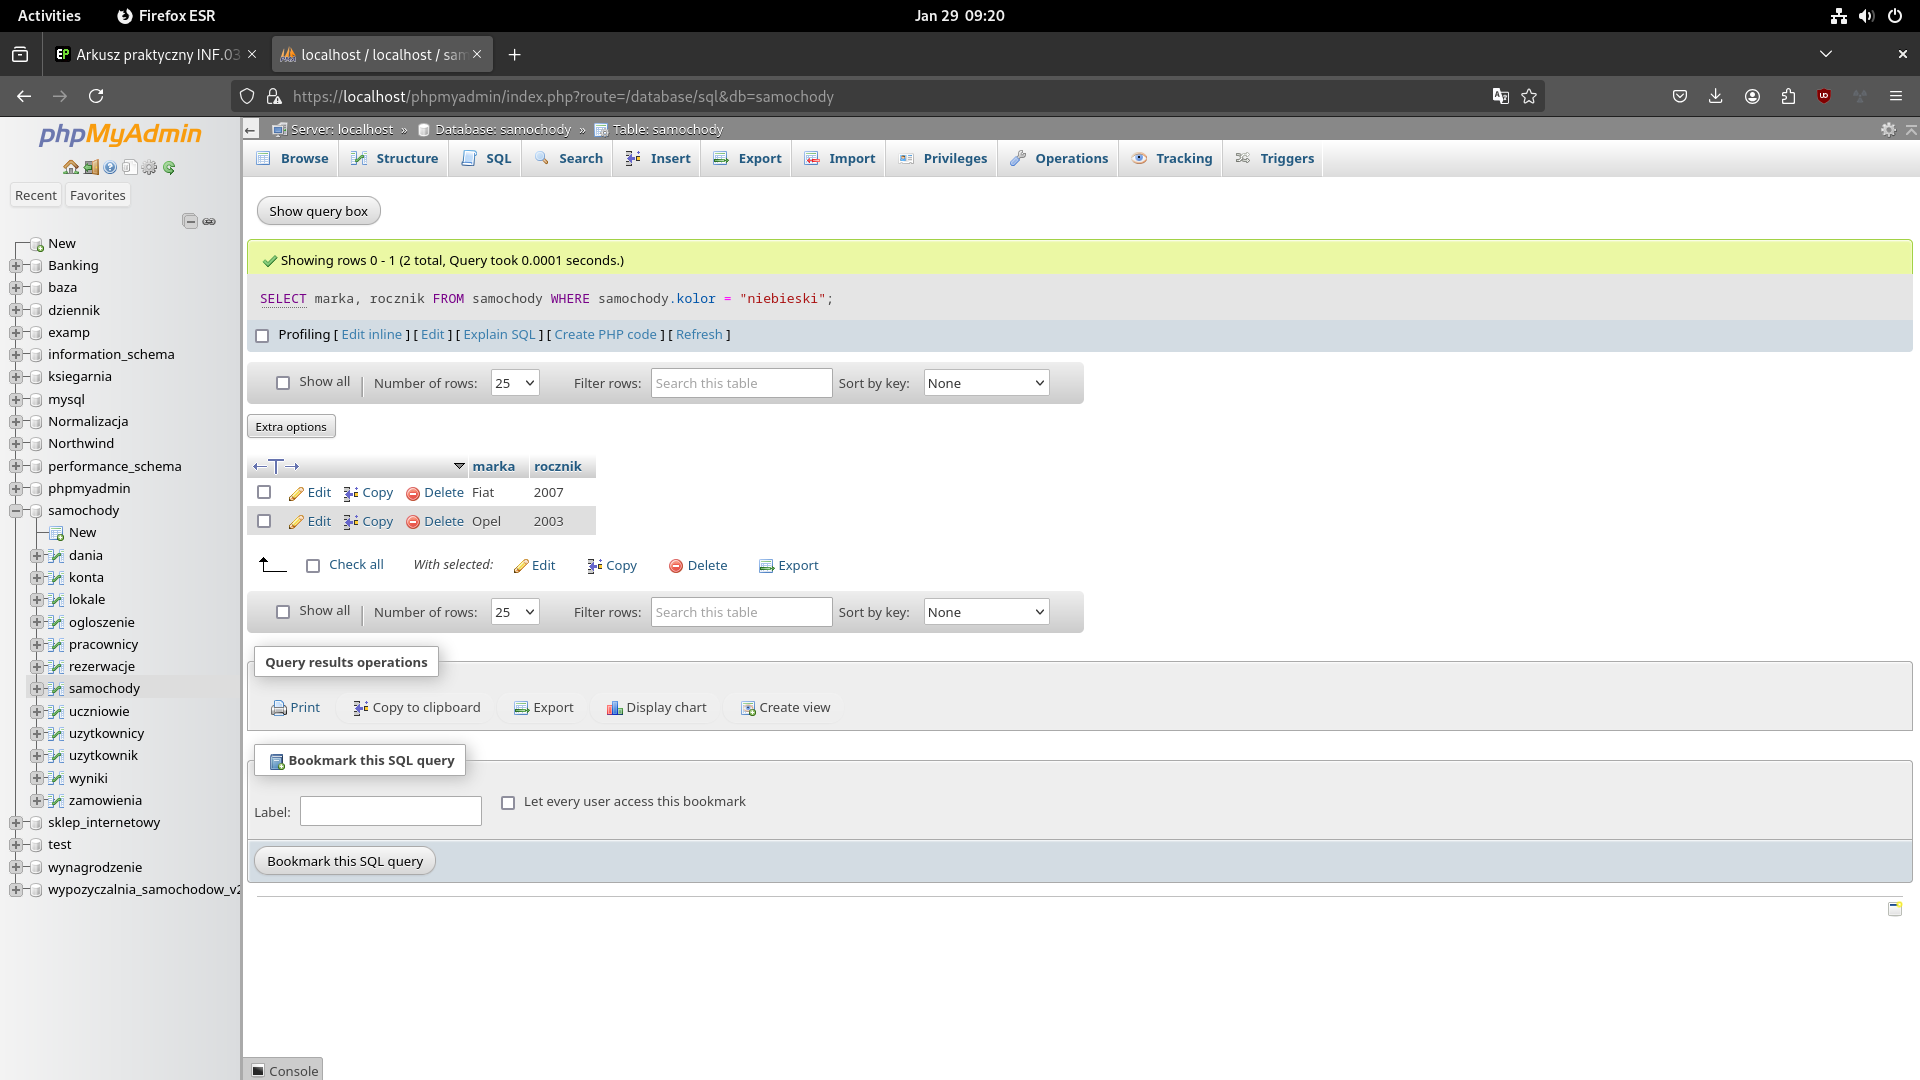 Activities
Firefox ESR
Jan 29 09:20
EP Arkusz praktyczny INF.03
localhost / localhost / sam
https://localhost/phpmyadmin/index.php?route=/database/sql&db=samochody
phpMyAdmin
Server: localhost » Database: samochody » Table: samochody
Browse Structure SQL Search Insert Export Import Privileges Operations Tracking Triggers
Recent Favorites
New
Banking
baza
dziennik
examp
information_schema
ksiegarnia
mysql
Normalizacja
Northwind
performance_schema
phpmyadmin
samochody
New
dania
konta
lokale
ogloszenie
pracownicy
rezerwacje
samochody
uczniowie
uzytkownicy
uzytkownik
wyniki
zamowienia
sklep_internetowy
test
wynagrodzenie
wypozyczalnia_samochodow_v2
Show query box
Showing rows 0 - 1 (2 total, Query took 0.0001 seconds.)
SELECT marka, rocznik FROM samochody WHERE samochody.kolor = "niebieski";
Profiling [ Edit inline ] [ Edit ] [ Explain SQL ] [ Create PHP code ] [ Refresh ]
Show all Number of rows: 25 Filter rows: Search this table Sort by key: None
Extra options
←T→ marka rocznik
Edit Copy Delete Fiat 2007
Edit Copy Delete Opel 2003
Check all With selected: Edit Copy Delete Export
Show all Number of rows: 25 Filter rows: Search this table Sort by key: None
Query results operations
Print Copy to clipboard Export Display chart Create view
Bookmark this SQL query
Label: Let every user access this bookmark
Bookmark this SQL query
Console